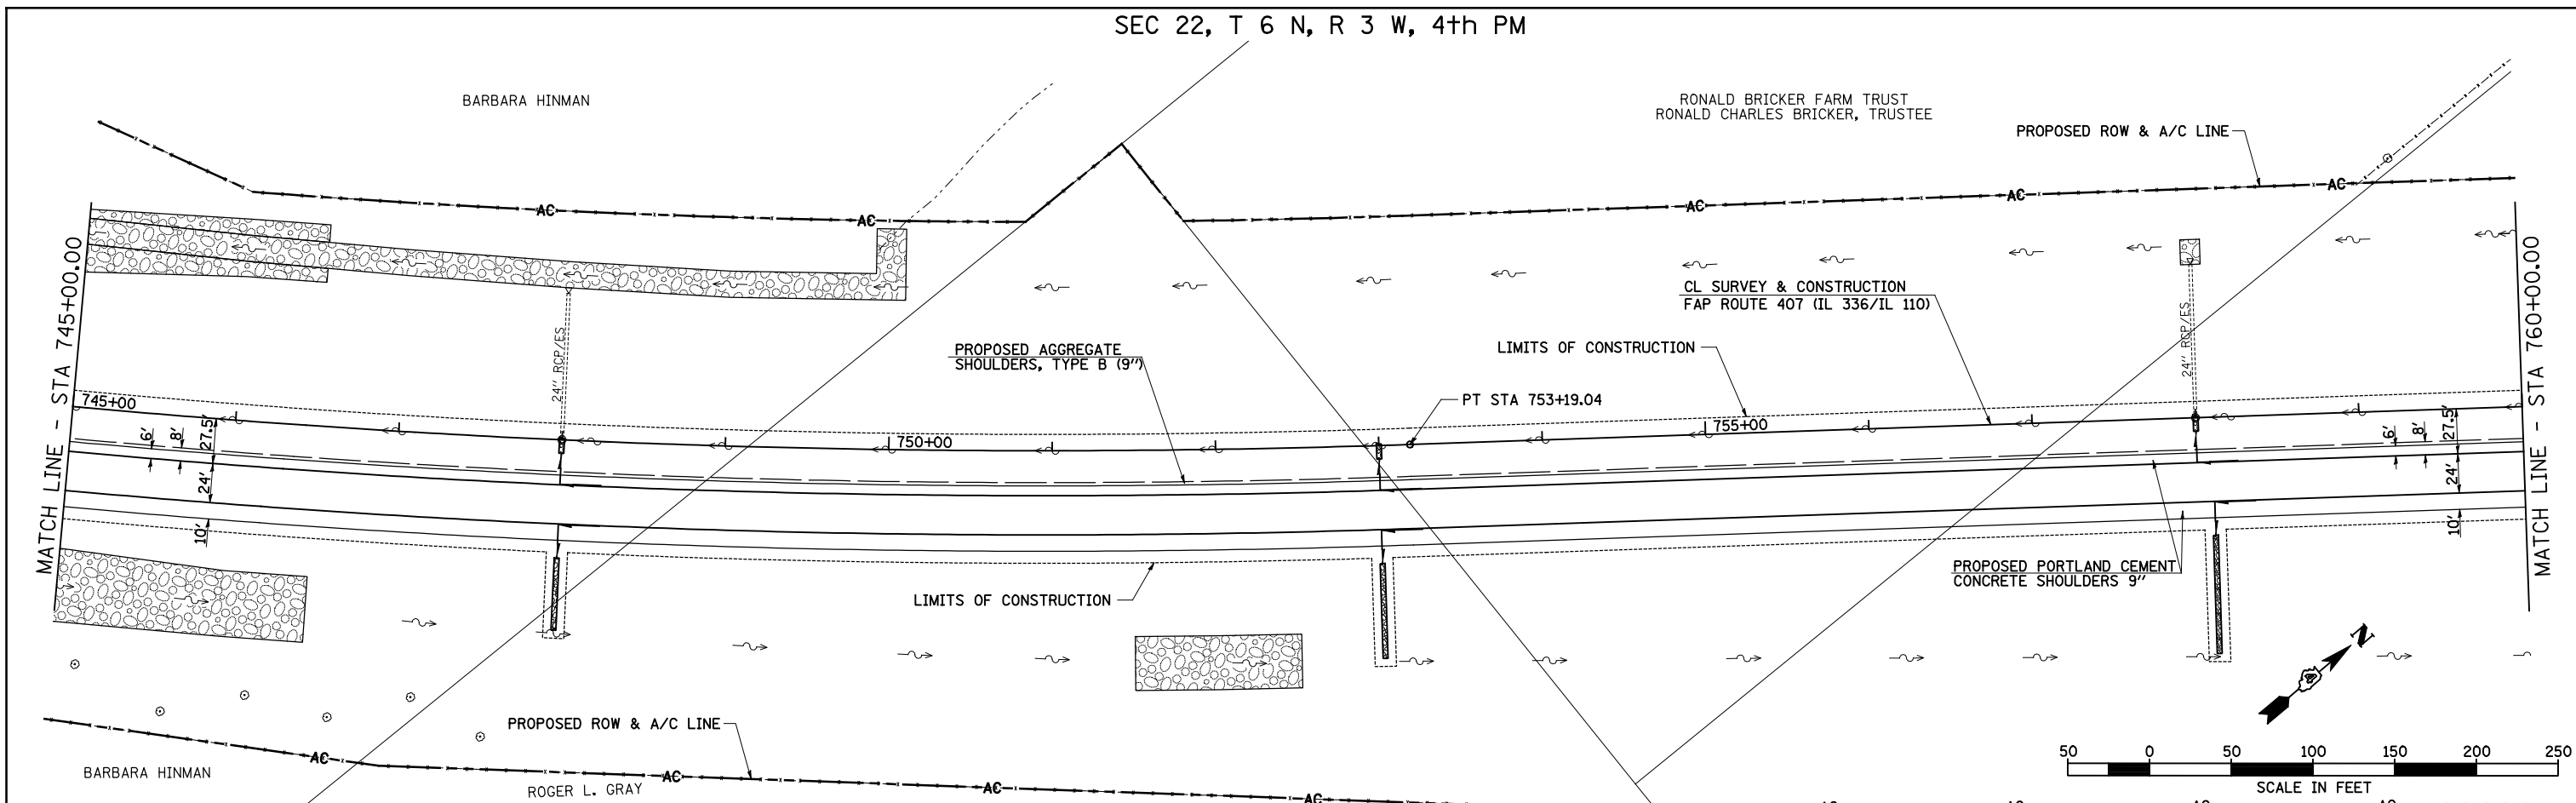 SEC 22, T 6 N, R 3 W, 4th PM
BARBARA HINMAN
RONALD BRICKER FARM TRUST
RONALD CHARLES BRICKER, TRUSTEE
PROPOSED ROW & A/C LINE
AC
AC
AC
AC
AC
MATCH LINE - STA 745+00.00
MATCH LINE - STA 760+00.00
CL SURVEY & CONSTRUCTION
FAP ROUTE 407 (IL 336/IL 110)
24" RCP/ES
24" RCP/ES
PROPOSED AGGREGATE
SHOULDERS, TYPE B (9")
LIMITS OF CONSTRUCTION
PT STA 753+19.04
745+00
750+00
755+00
6'
8'
27.5'
24'
10'
6'
8'
27.5'
24'
10'
PROPOSED PORTLAND CEMENT
CONCRETE SHOULDERS 9"
LIMITS OF CONSTRUCTION
N
PROPOSED ROW & A/C LINE
AC
AC
AC
AC
BARBARA HINMAN
ROGER L. GRAY
50 0 50 100 150 200 250
SCALE IN FEET